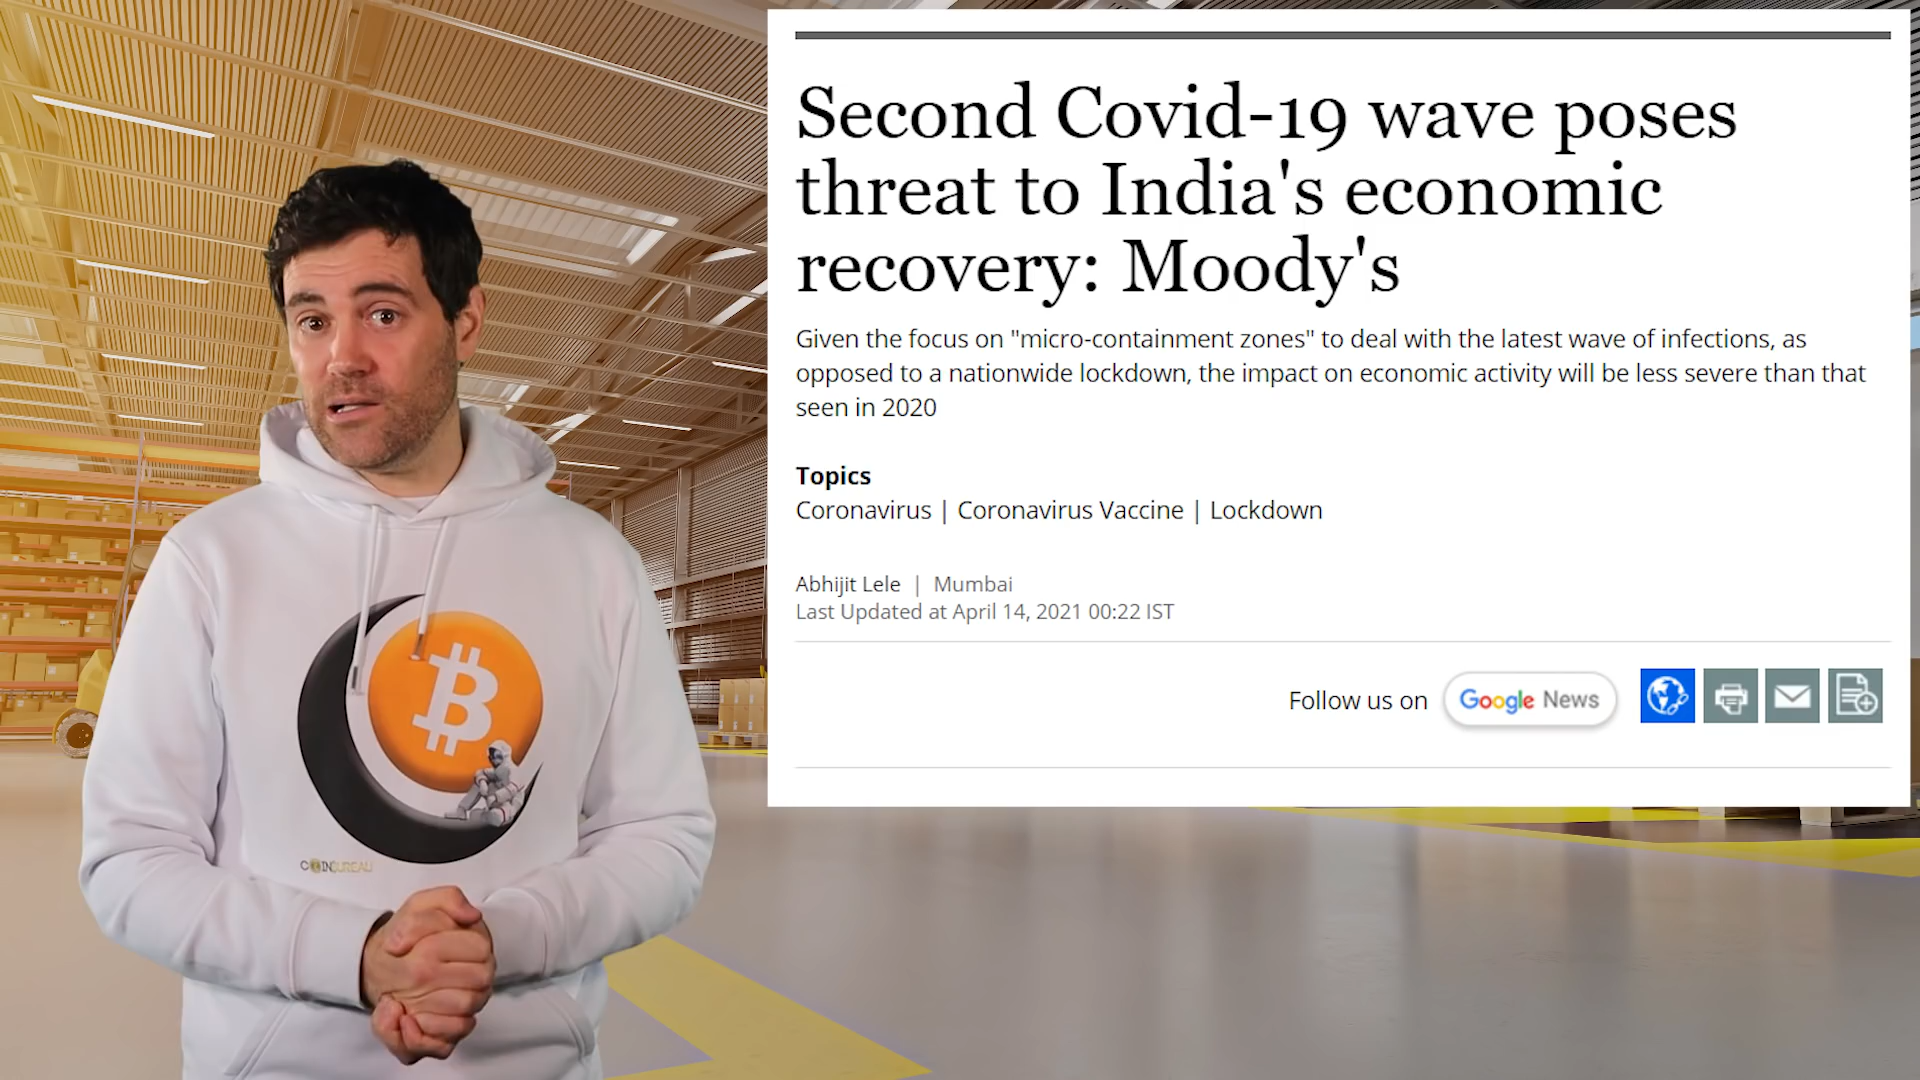 Second Covid-19 wave poses
threat to India's economic
recovery: Moody's
Given the focus on "micro-containment zones" to deal with the latest wave of infections, as
opposed to a nationwide lockdown, the impact on economic activity will be less severe than that
seen in 2020
Topics
Coronavirus | Coronavirus Vaccine | Lockdown
Abhijit Lele | Mumbai
Last Updated at April 14, 2021 00:22 IST
Follow us on Google News
COINBUREAU